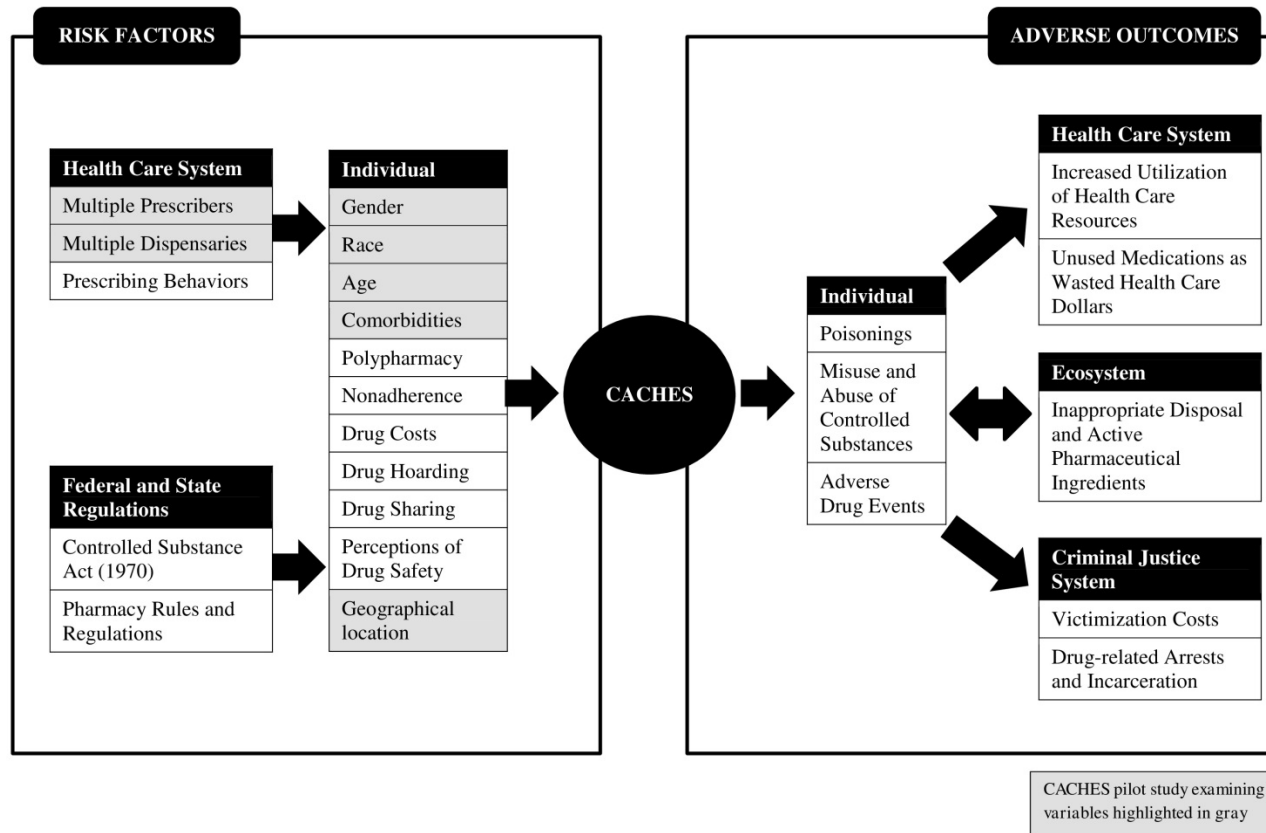 RISK FACTORS
Health Care System
Multiple Prescribers
Multiple Dispensaries
Prescribing Behaviors
Federal and State
Regulations
Controlled Substance
Act (1970)
Pharmacy Rules and
Regulations
Individual
Gender
Race
Age
Comorbidities
Polypharmacy
Nonadherence
Drug Costs
Drug Hoarding
Drug Sharing
Perceptions of
Drug Safety
Geographical
location
CACHES
ADVERSE OUTCOMES
Individual
Poisonings
Misuse and
Abuse of
Controlled
Substances
Adverse
Drug Events
Health Care System
Increased Utilization
of Health Care
Resources
Unused Medications as
Wasted Health Care
Dollars
Ecosystem
Inappropriate Disposal
and Active
Pharmaceutical
Ingredients
Criminal Justice
System
Victimization Costs
Drug-related Arrests
and Incarceration
CACHES pilot study examining
variables highlighted in gray